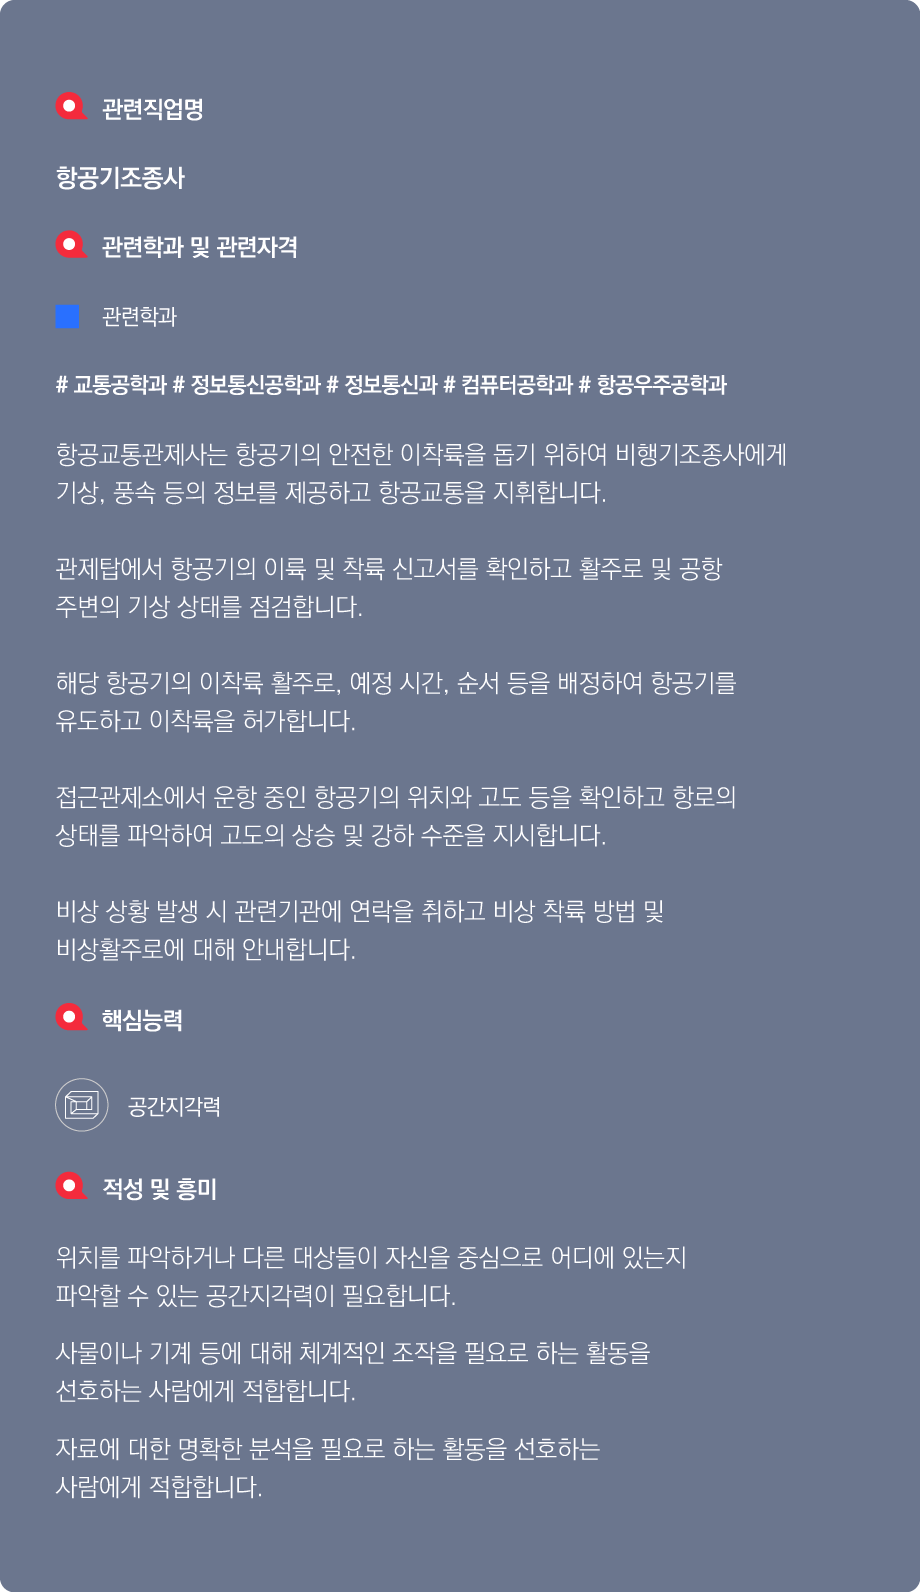 관련직업명
항공기조종사
관련학과 및 관련자격
관련학과
# 교통공학과 # 정보통신공학과 # 정보통신과 # 컴퓨터공학과 # 항공우주공학과
항공교통관제사는 항공기의 안전한 이착륙을 돕기 위하여 비행기조종사에게
기상, 풍속 등의 정보를 제공하고 항공교통을 지휘합니다.
관제탑에서 항공기의 이륙 및 착륙 신고서를 확인하고 활주로 및 공항
주변의 기상 상태를 점검합니다.
해당 항공기의 이착륙 활주로, 예정 시간, 순서 등을 배정하여 항공기를
유도하고 이착륙을 허가합니다.
접근관제소에서 운항 중인 항공기의 위치와 고도 등을 확인하고 항로의
상태를 파악하여 고도의 상승 및 강하 수준을 지시합니다.
비상 상황 발생 시 관련기관에 연락을 취하고 비상 착륙 방법 및
비상활주로에 대해 안내합니다.
핵심능력
공간지각력
적성 및 흥미
위치를 파악하거나 다른 대상들이 자신을 중심으로 어디에 있는지
파악할 수 있는 공간지각력이 필요합니다.
사물이나 기계 등에 대해 체계적인 조작을 필요로 하는 활동을
선호하는 사람에게 적합합니다.
자료에 대한 명확한 분석을 필요로 하는 활동을 선호하는
사람에게 적합합니다.